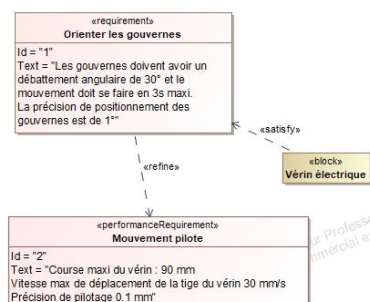 «requirement»
Orienter les gouvernes
Id = "1"
Text = "Les gouvernes doivent avoir un
débattement angulaire de 30° et le
mouvement doit se faire en 3s maxi.
La précision de positionnement des
gouvernes est de 1°"
«satisfy»
«block»
Vérin électrique
«refine»
«performanceRequirement»
Mouvement pilote
Id = "2"
Text = "Course maxi du vérin : 90 mm
Vitesse max de déplacement de la tige du vérin 30 mm/s
Précision de pilotage 0.1 mm"